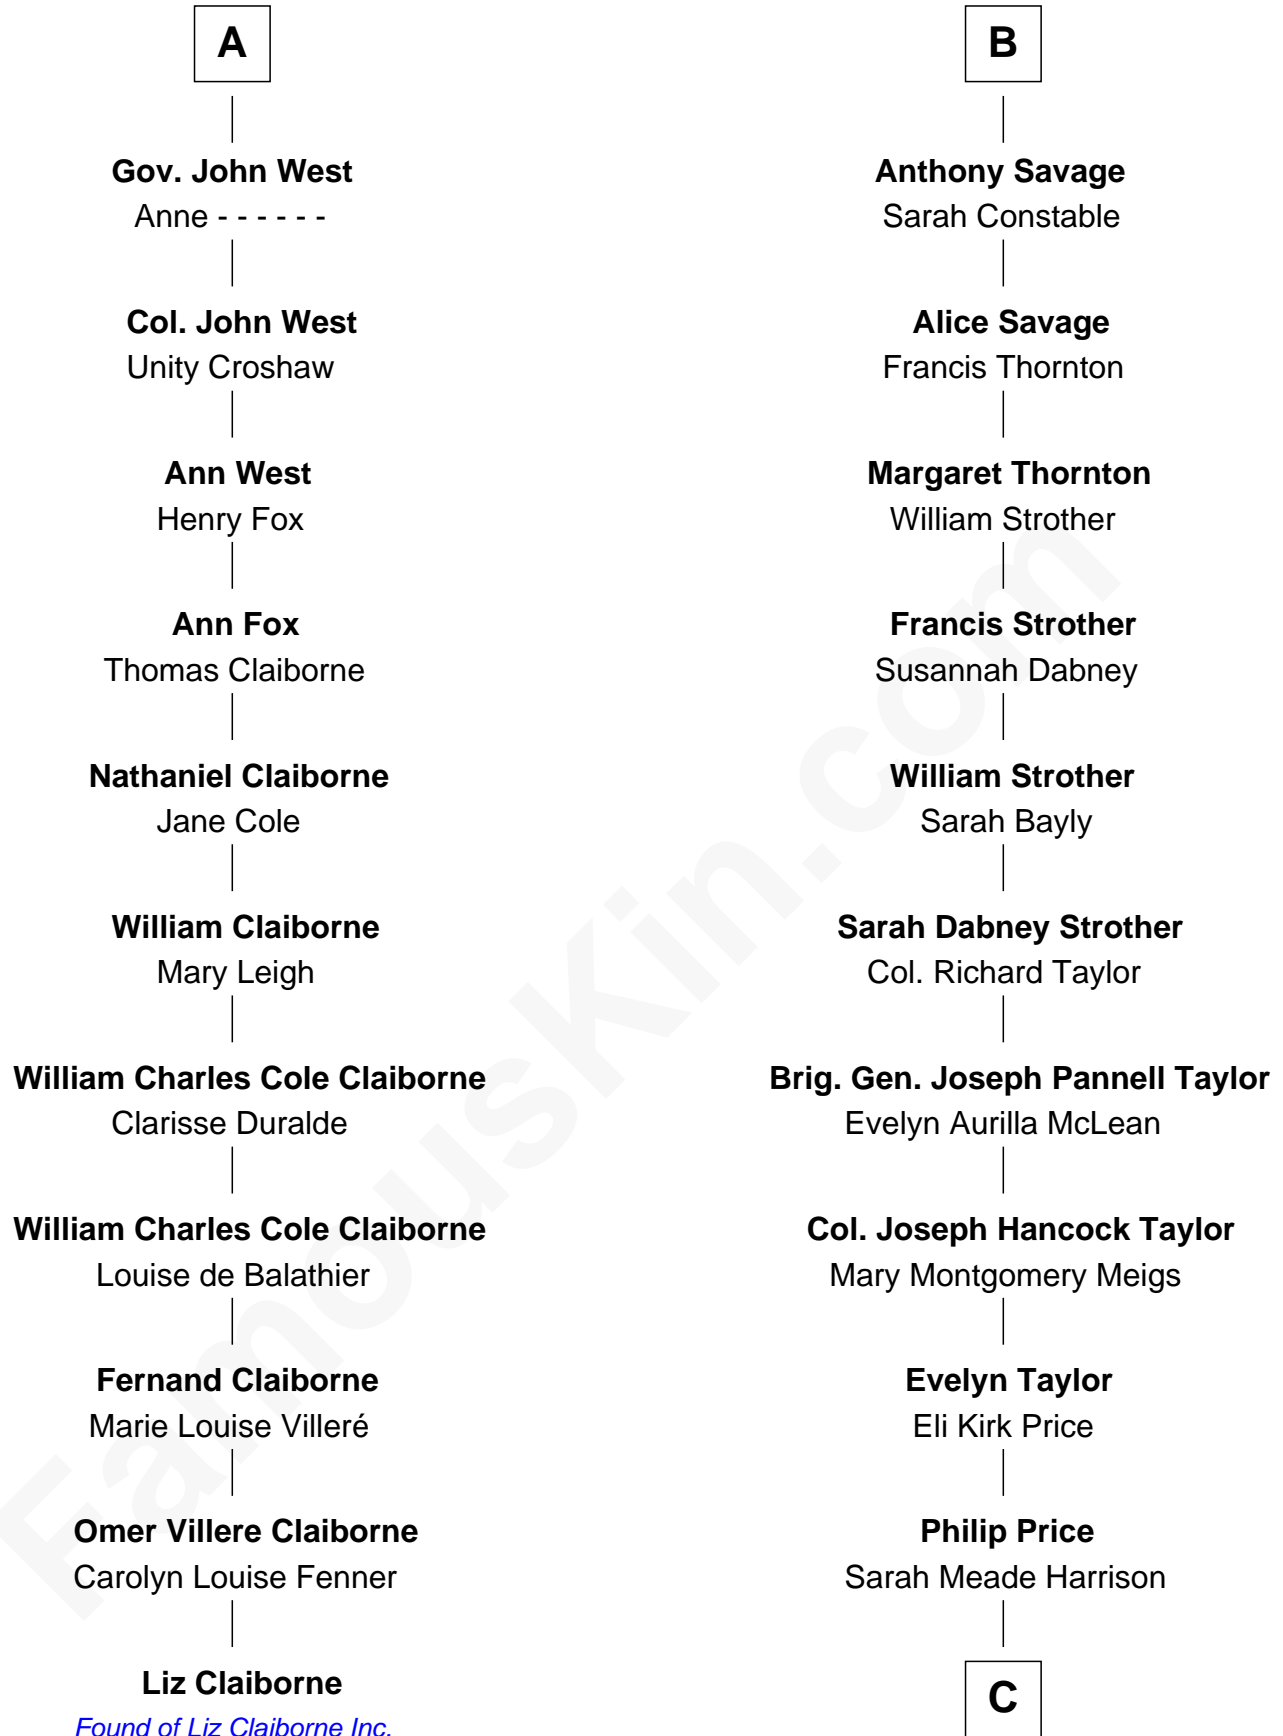 A
Gov. John West
Anne - - - - - -
Col. John West
Unity Croshaw
Ann West
Henry Fox
Ann Fox
Thomas Claiborne
Nathaniel Claiborne
Jane Cole
William Claiborne
Mary Leigh
William Charles Cole Claiborne
Clarisse Duralde
William Charles Cole Claiborne
Louise de Balathier
Fernand Claiborne
Marie Louise Villeré
Omer Villere Claiborne
Carolyn Louise Fenner
Liz Claiborne
Found of Liz Claiborne Inc.
B
Anthony Savage
Sarah Constable
Alice Savage
Francis Thornton
Margaret Thornton
William Strother
Francis Strother
Susannah Dabney
William Strother
Sarah Bayly
Sarah Dabney Strother
Col. Richard Taylor
Brig. Gen. Joseph Pannell Taylor
Evelyn Aurilla McLean
Col. Joseph Hancock Taylor
Mary Montgomery Meigs
Evelyn Taylor
Eli Kirk Price
Philip Price
Sarah Meade Harrison
C
FamousKin.com